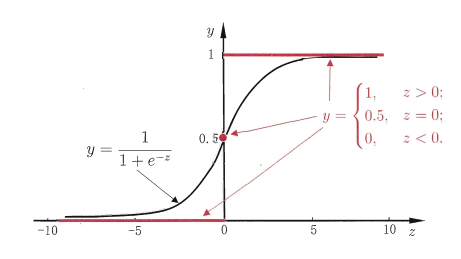 y
1
y = { 1, z > 0;
0.5, z = 0;
0, z < 0.
0.5
y = 1 / (1 + e^{-z})
-10 -5 0 5 10 z